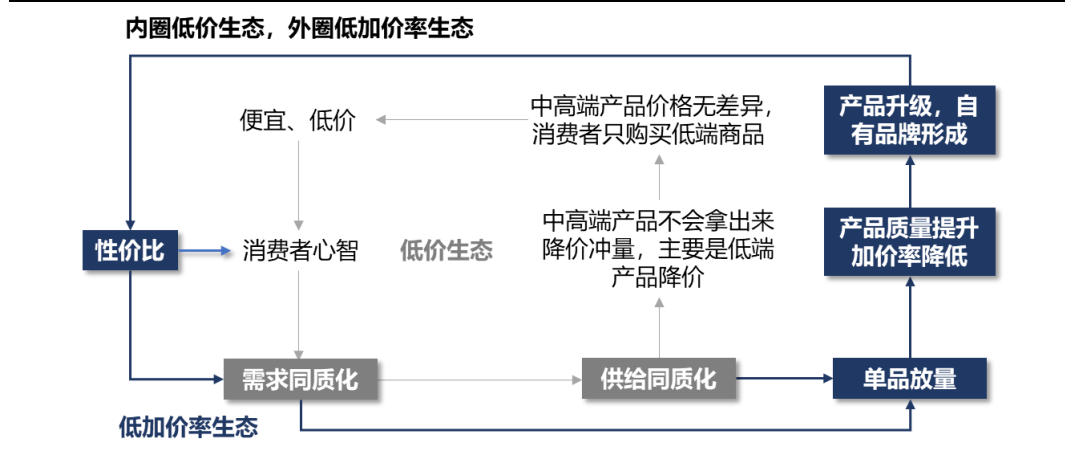 内圈低价生态，外圈低加价率生态
便宜、低价
中高端产品价格无差异，
消费者只购买低端商品
产品升级，自
有品牌形成
性价比
消费者心智
低价生态
中高端产品不会拿出来
降价冲量，主要是低端
产品降价
产品质量提升
加价率降低
需求同质化
供给同质化
单品放量
低加价率生态